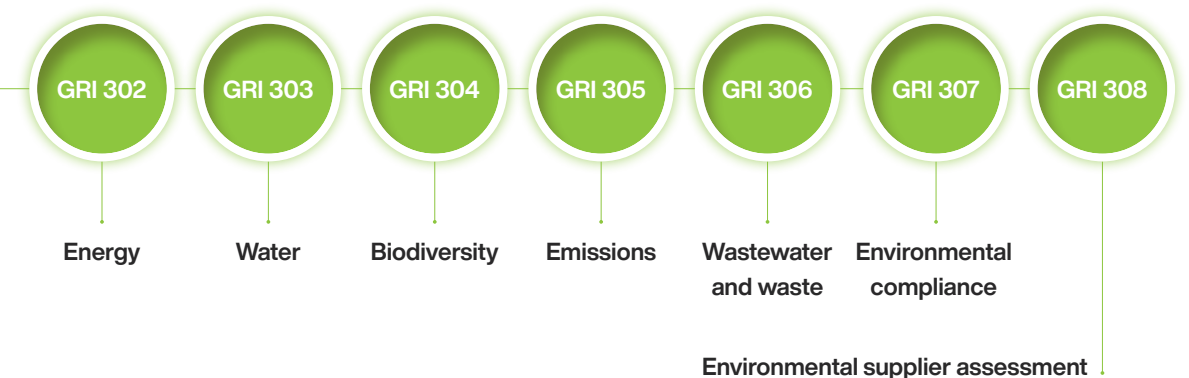 GRI 302
GRI 303
GRI 304
GRI 305
GRI 306
GRI 307
GRI 308
Energy
Water
Biodiversity
Emissions
Wastewater
and waste
Environmental
compliance
Environmental supplier assessment